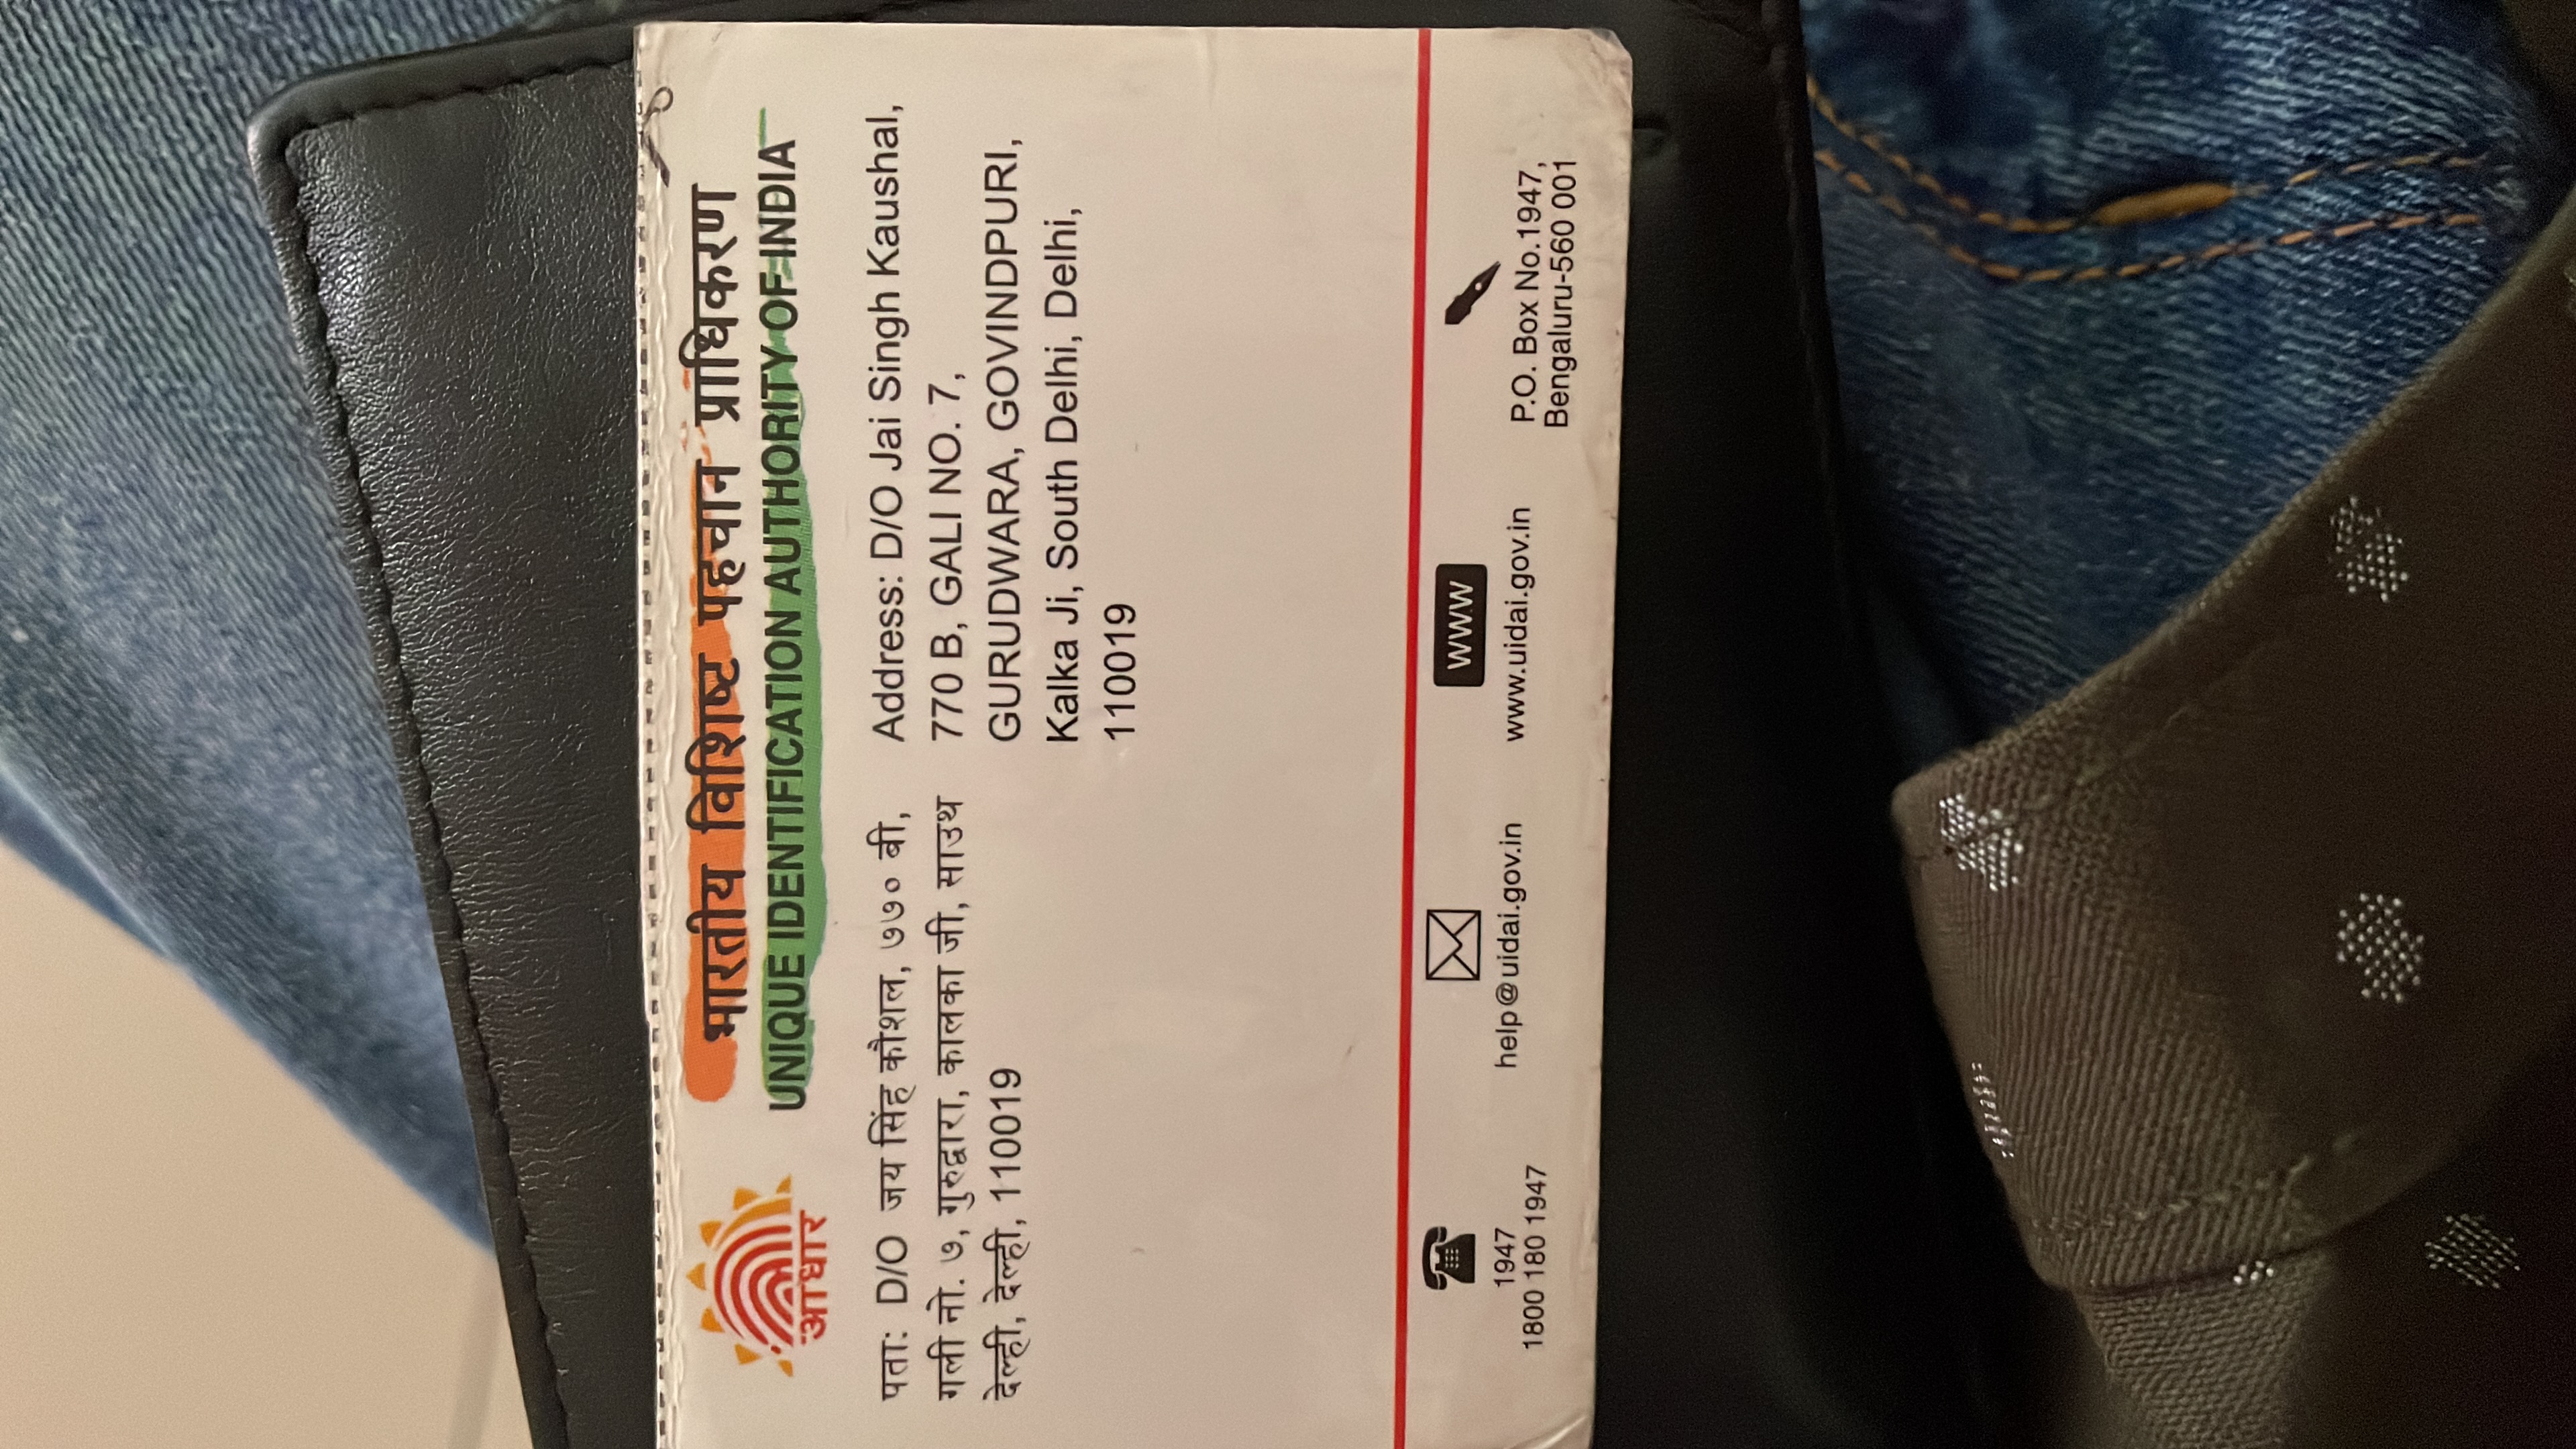 भारतीय विशिष्ट पहचान प्राधिकरण
UNIQUE IDENTIFICATION AUTHORITY OF INDIA
आधार
पता: D/O जय सिंह कौशल, ७७० बी,
गली नो. ७, गुरुद्वारा, कालका जी, साउथ
देल्ही, देल्ही, 110019
Address: D/O Jai Singh Kaushal,
770 B, GALI NO. 7,
GURUDWARA, GOVINDPURI,
Kalka Ji, South Delhi, Delhi,
110019
1947
1800 180 1947
help@uidai.gov.in
www
www.uidai.gov.in
P.O. Box No.1947,
Bengaluru-560 001